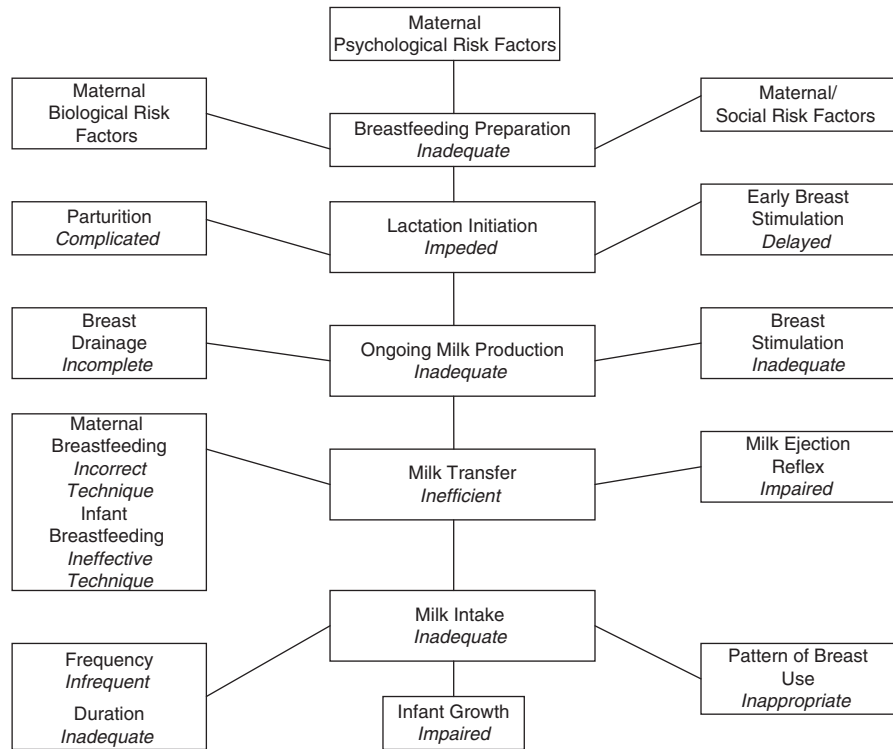 Maternal
Psychological Risk Factors
Maternal
Biological Risk
Factors
Maternal/
Social Risk Factors
Breastfeeding Preparation
Inadequate
Parturition
Complicated
Lactation Initiation
Impeded
Early Breast
Stimulation
Delayed
Breast
Drainage
Incomplete
Ongoing Milk Production
Inadequate
Breast
Stimulation
Inadequate
Maternal
Breastfeeding
Incorrect
Technique
Infant
Breastfeeding
Ineffective
Technique
Milk Transfer
Inefficient
Milk Ejection
Reflex
Impaired
Milk Intake
Inadequate
Frequency
Infrequent
Duration
Inadequate
Infant Growth
Impaired
Pattern of Breast
Use
Inappropriate